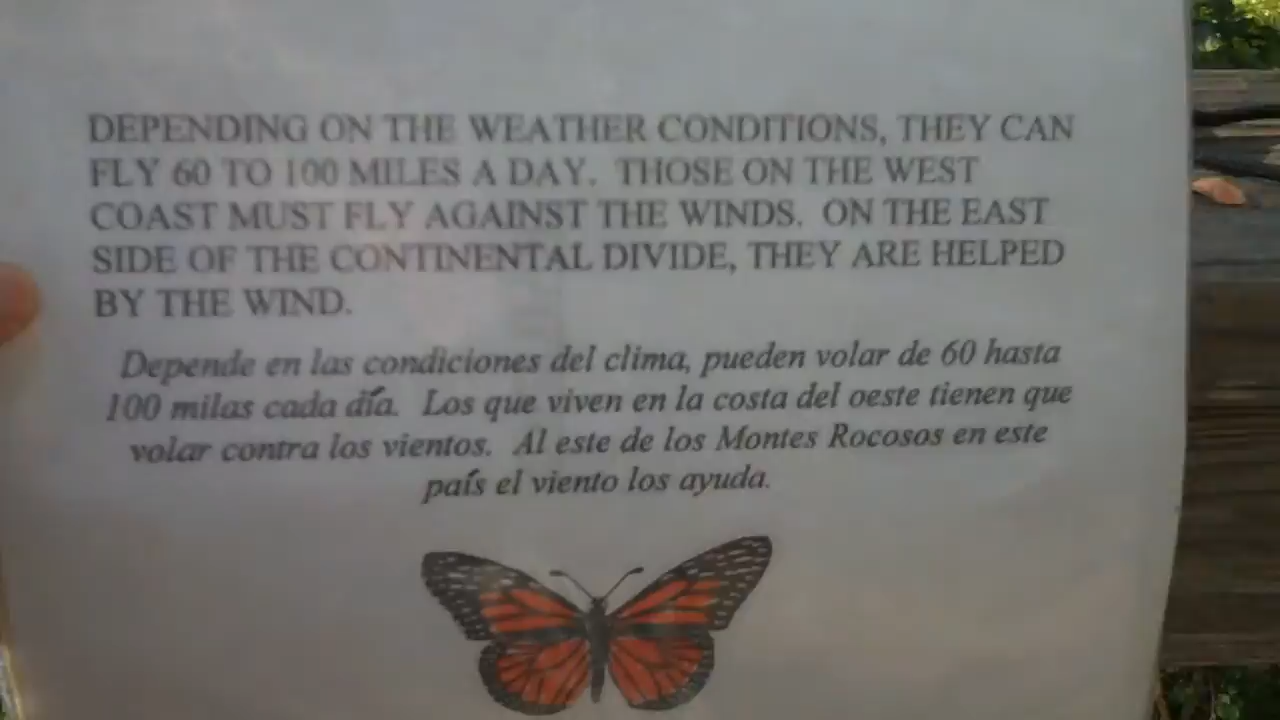 DEPENDING ON THE WEATHER CONDITIONS, THEY CAN
FLY 60 TO 100 MILES A DAY. THOSE ON THE WEST
COAST MUST FLY AGAINST THE WINDS. ON THE EAST
SIDE OF THE CONTINENTAL DIVIDE, THEY ARE HELPED
BY THE WIND.
Depende en las condiciones del clima, pueden volar de 60 hasta
100 milas cada día. Los que viven en la costa del oeste tienen que
volar contra los vientos. Al este de los Montes Rocosos en este
país el viento los ayuda.